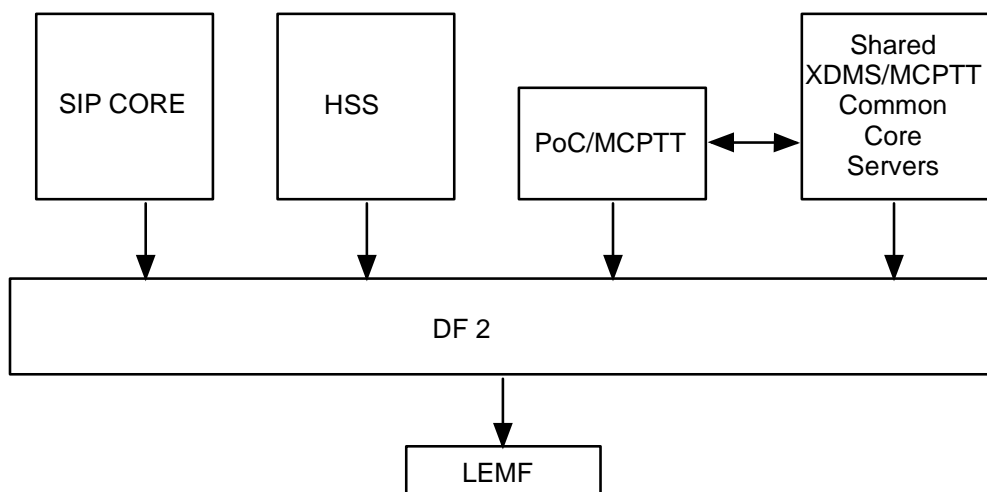 SIP CORE
HSS
PoC/MCPTT
Shared
XDMS/MCPTT
Common
Core
Servers
DF 2
LEMF